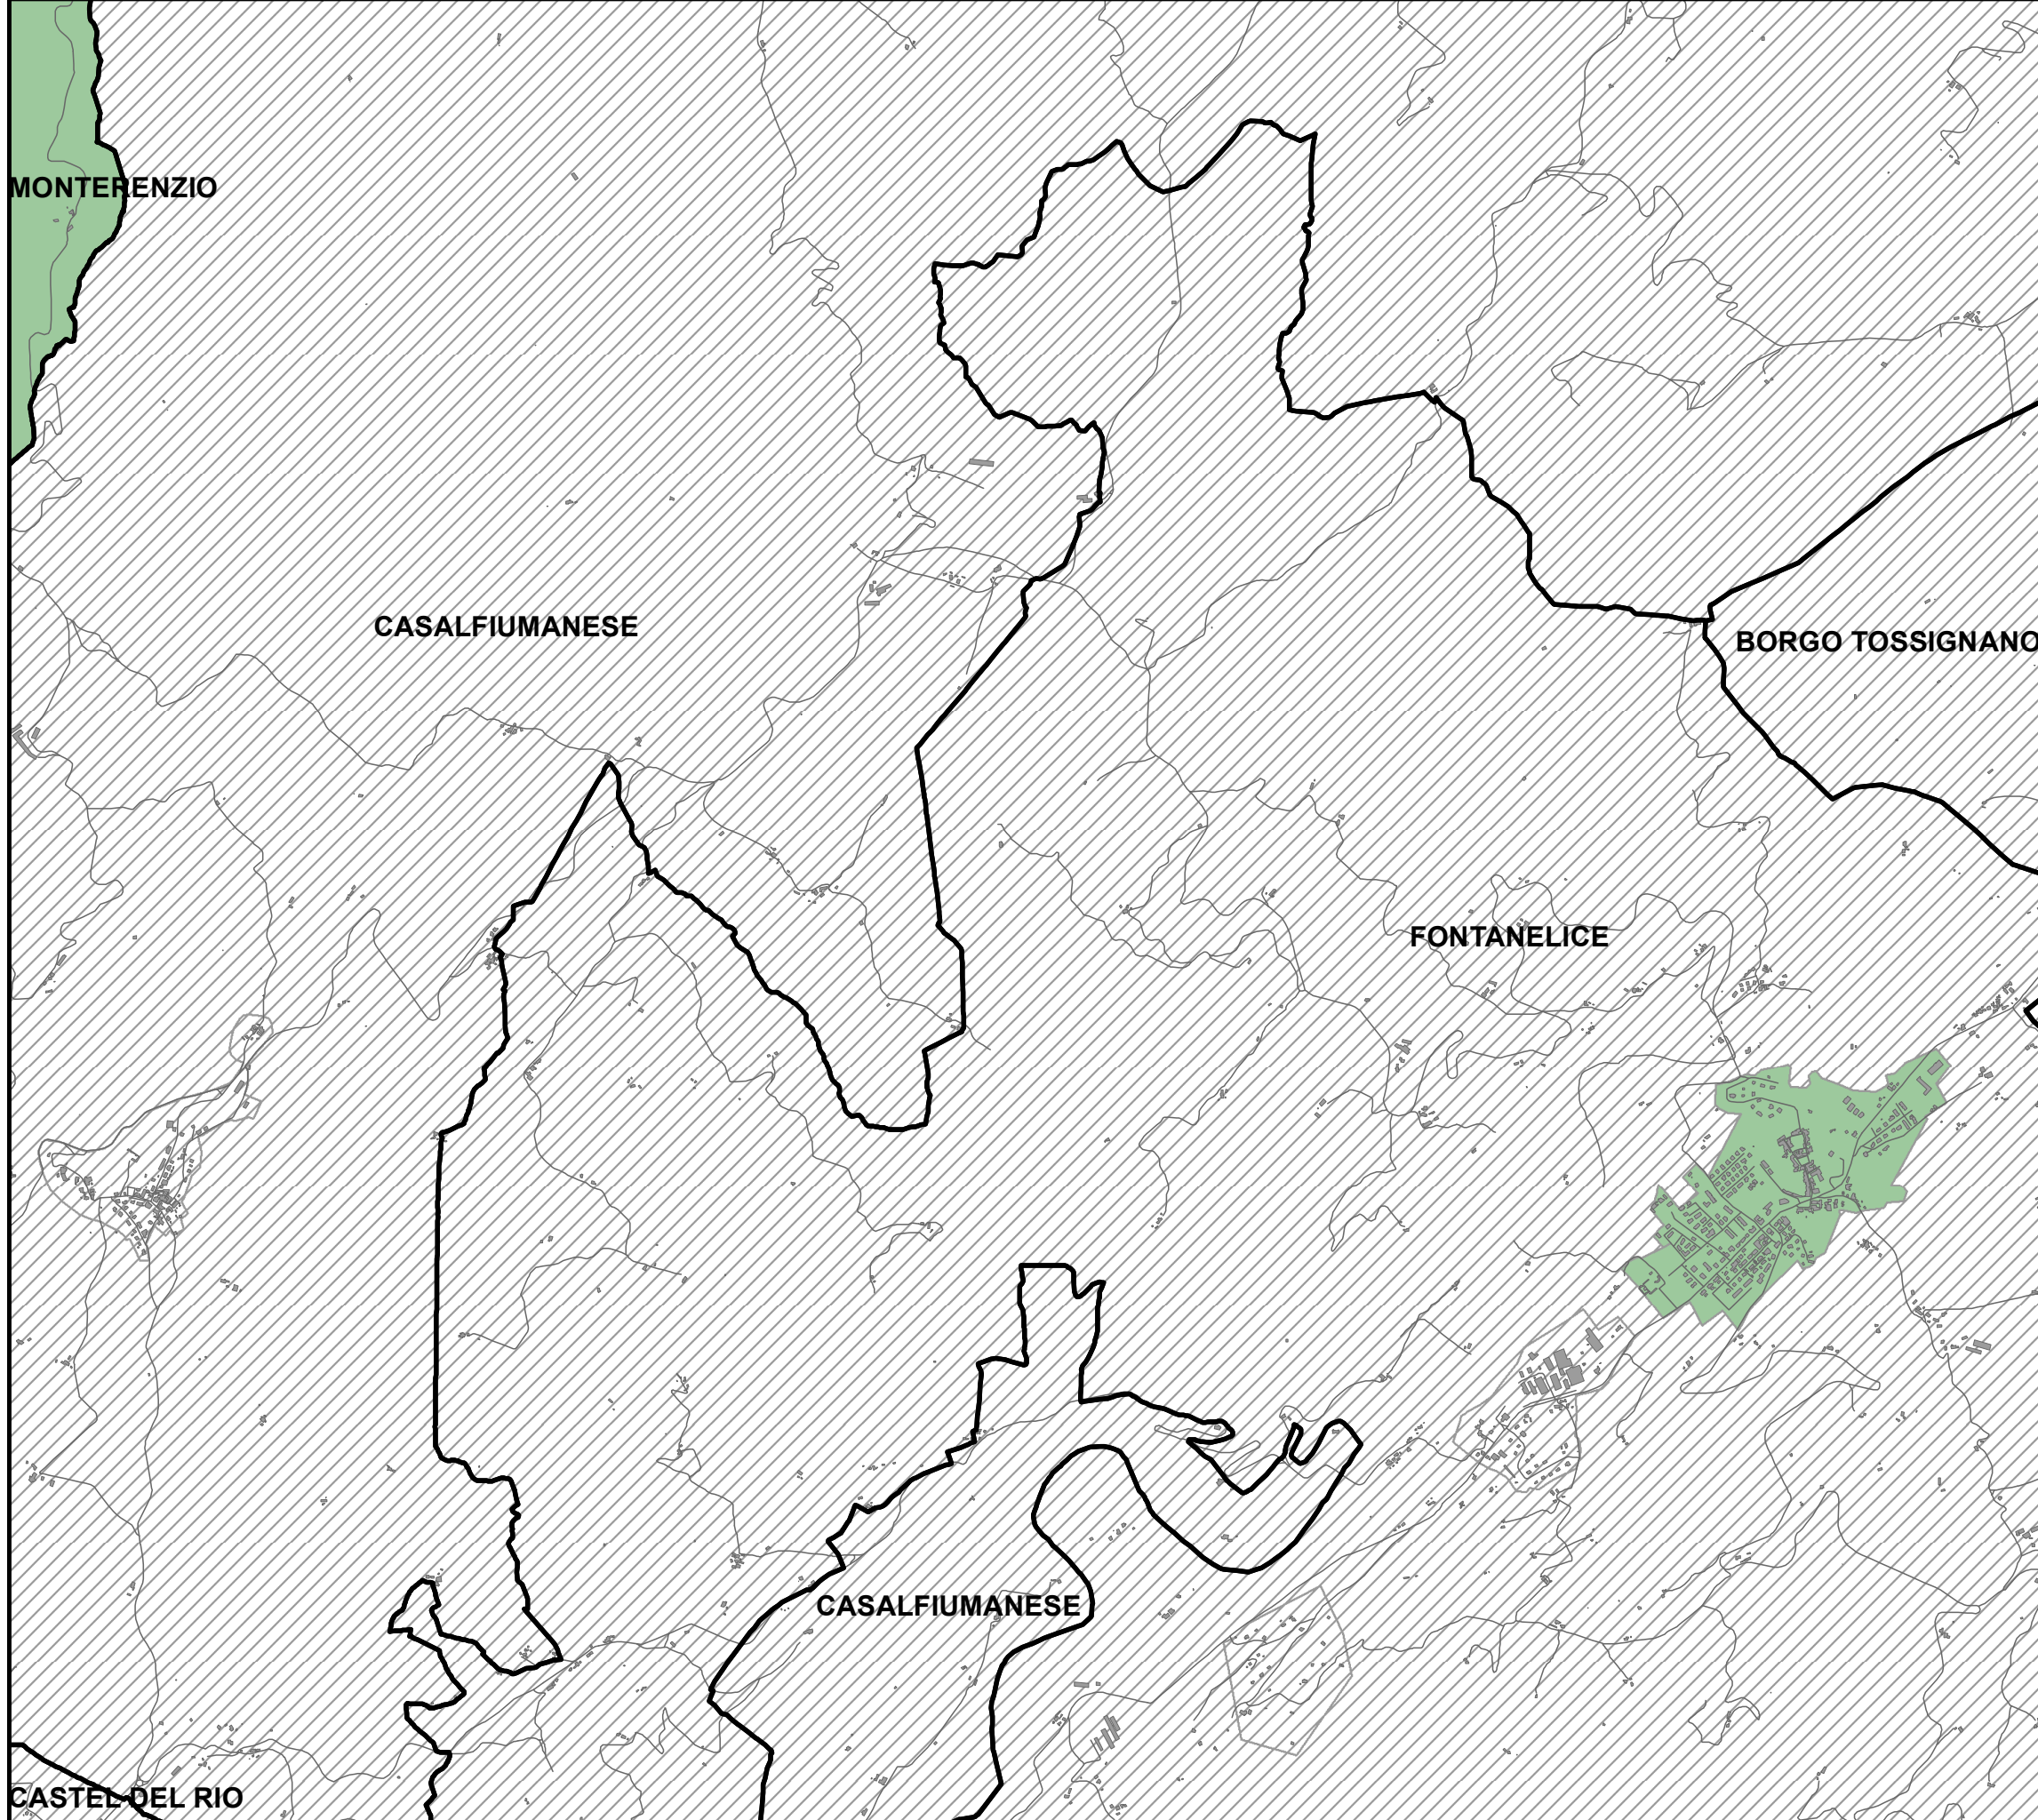 MONTERENZIO
CASALFIUMANESE
BORGO TOSSIGNANO
FONTANELICE
CASALFIUMANESE
CASTEL DEL RIO